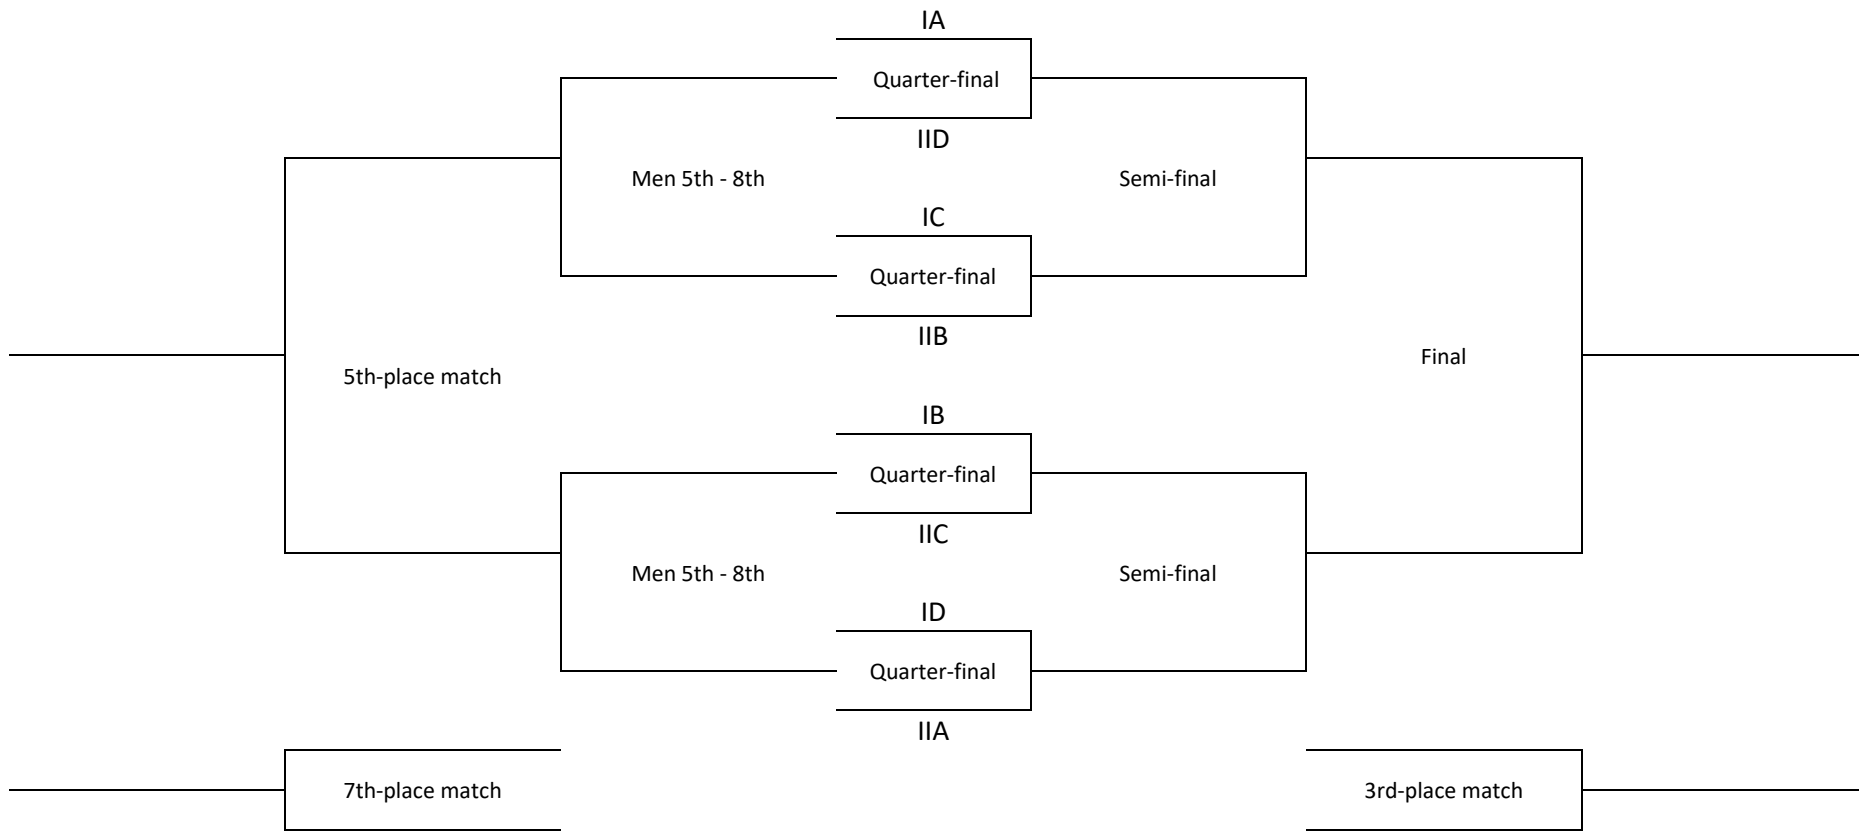 IA
Quarter-final
IID
Men 5th - 8th
Semi-final
IC
Quarter-final
IIB
5th-place match
Final
IB
Quarter-final
IIC
Men 5th - 8th
Semi-final
ID
Quarter-final
IIA
7th-place match
3rd-place match